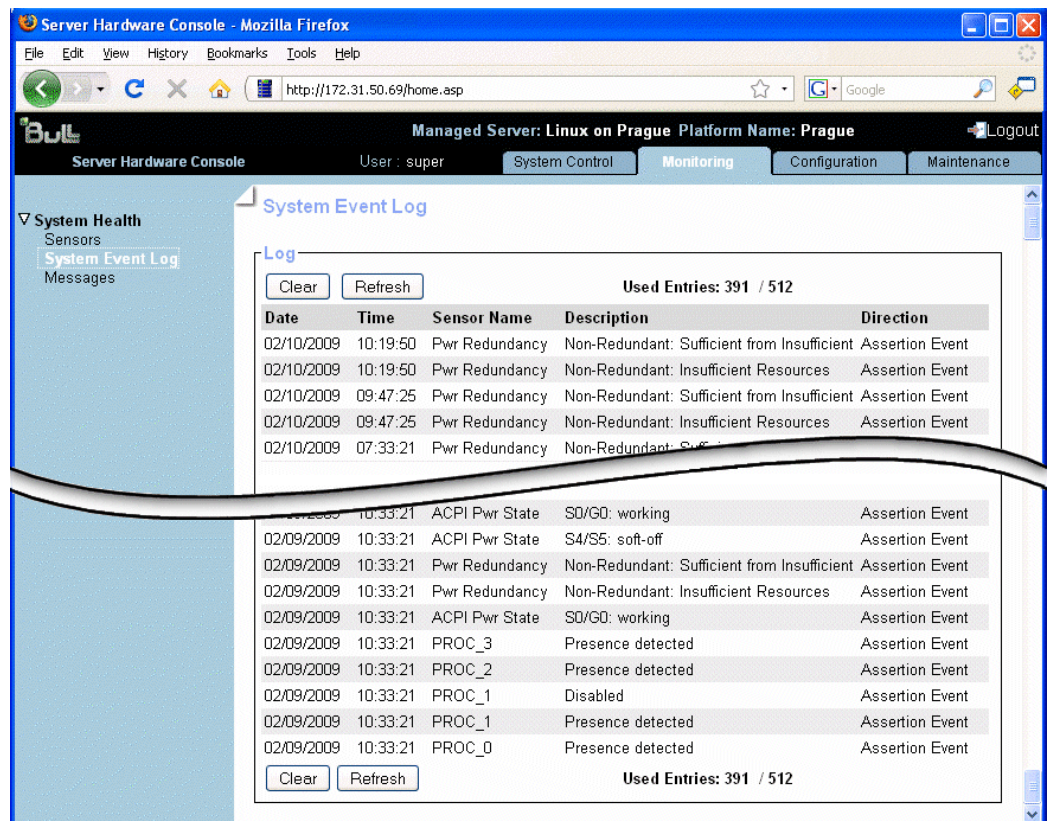 Server Hardware Console - Mozilla Firefox
File Edit View History Bookmarks Tools Help
http://172.31.50.69/home.asp G Google
Bull Managed Server: Linux on Prague Platform Name: Prague Logout
Server Hardware Console User : super System Control Monitoring Configuration Maintenance
System Health
Sensors
System Event Log
Messages
System Event Log
Log
Clear Refresh Used Entries: 391 / 512
Date Time Sensor Name Description Direction
02/10/2009 10:19:50 Pwr Redundancy Non-Redundant: Sufficient from Insufficient Assertion Event
02/10/2009 10:19:50 Pwr Redundancy Non-Redundant: Insufficient Resources Assertion Event
02/10/2009 09:47:25 Pwr Redundancy Non-Redundant: Sufficient from Insufficient Assertion Event
02/10/2009 09:47:25 Pwr Redundancy Non-Redundant: Insufficient Resources Assertion Event
02/10/2009 07:33:21 Pwr Redundancy Non-Redundant:
10:33:21 ACPI Pwr State S0/G0: working Assertion Event
02/09/2009 10:33:21 ACPI Pwr State S4/S5: soft-off Assertion Event
02/09/2009 10:33:21 Pwr Redundancy Non-Redundant: Sufficient from Insufficient Assertion Event
02/09/2009 10:33:21 Pwr Redundancy Non-Redundant: Insufficient Resources Assertion Event
02/09/2009 10:33:21 ACPI Pwr State S0/G0: working Assertion Event
02/09/2009 10:33:21 PROC_3 Presence detected Assertion Event
02/09/2009 10:33:21 PROC_2 Presence detected Assertion Event
02/09/2009 10:33:21 PROC_1 Disabled Assertion Event
02/09/2009 10:33:21 PROC_1 Presence detected Assertion Event
02/09/2009 10:33:21 PROC_0 Presence detected Assertion Event
Clear Refresh Used Entries: 391 / 512